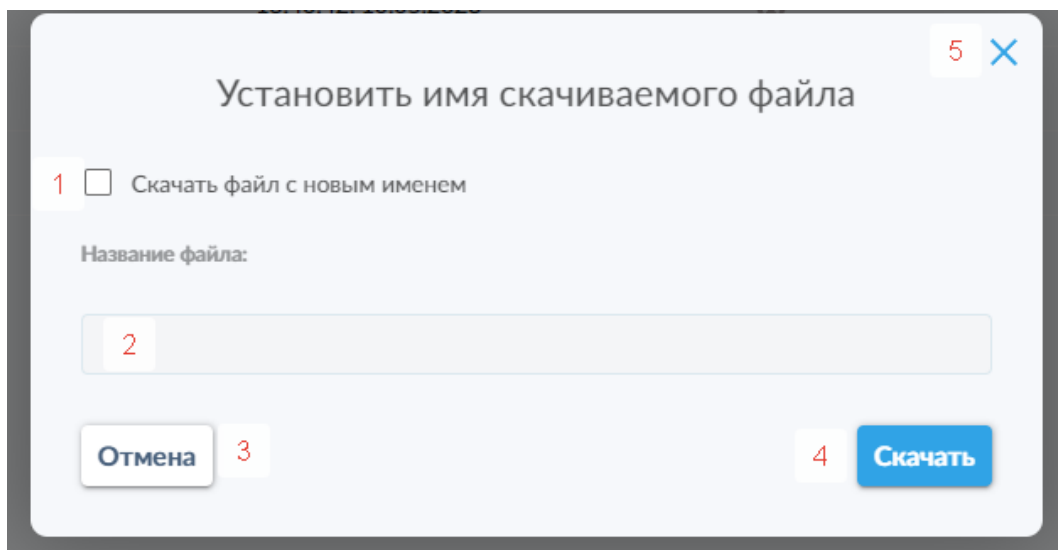 5
Установить имя скачиваемого файла
1 Скачать файл с новым именем
Название файла:
2
Отмена 3 4 Скачать